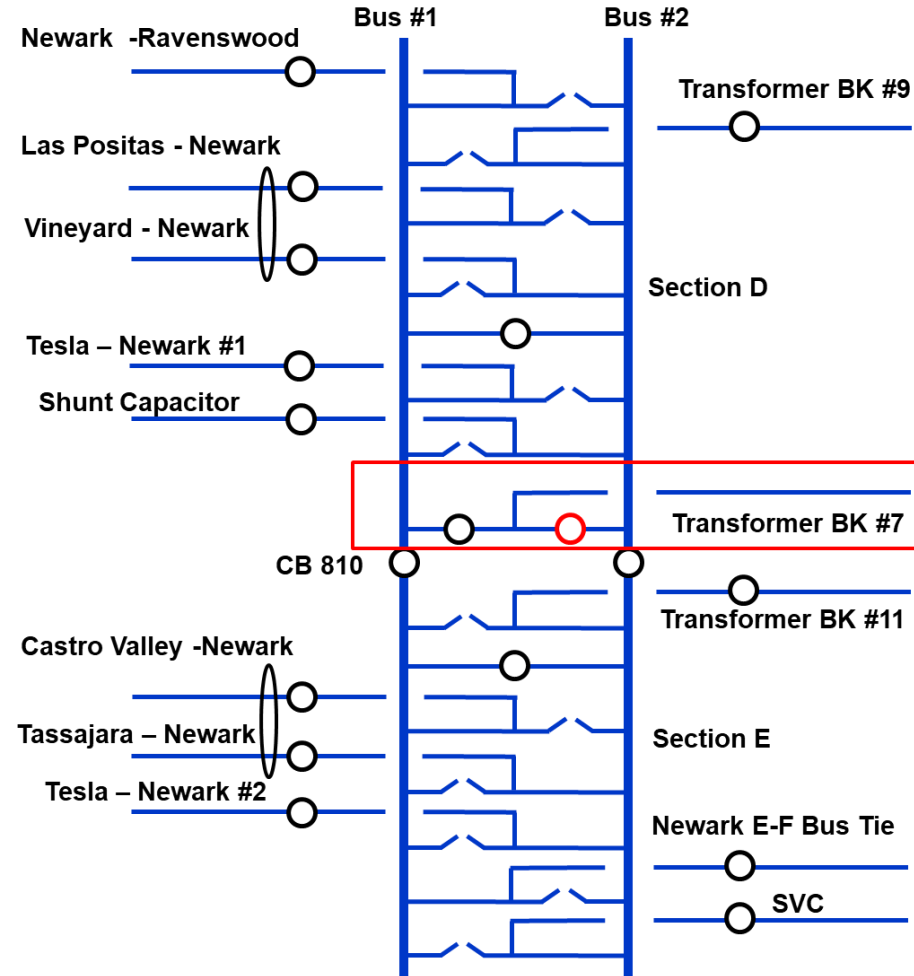 Bus #1
Bus #2
Newark -Ravenswood
Transformer BK #9
Las Positas - Newark
Vineyard - Newark
Section D
Tesla – Newark #1
Shunt Capacitor
Transformer BK #7
CB 810
Transformer BK #11
Castro Valley -Newark
Tassajara – Newark
Section E
Tesla – Newark #2
Newark E-F Bus Tie
SVC